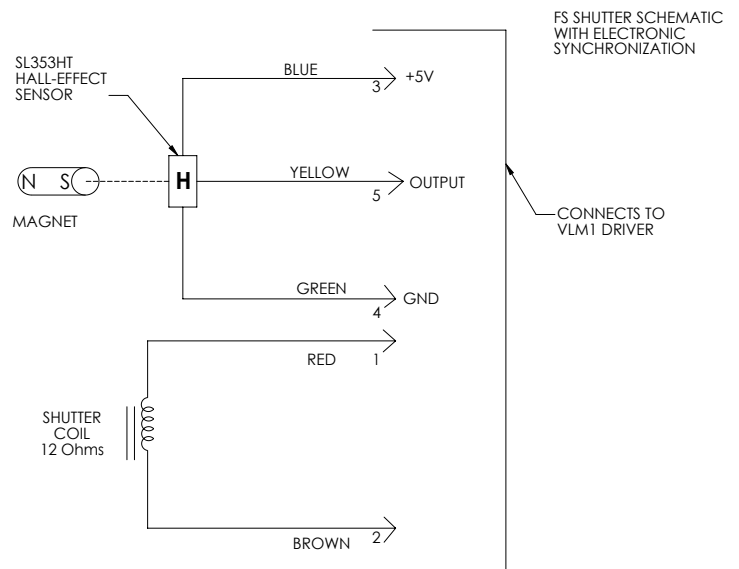 FS SHUTTER SCHEMATIC
WITH ELECTRONIC
SYNCHRONIZATION
SL353HT
HALL-EFFECT
SENSOR
BLUE
3
+5V
N S
H
YELLOW
5
OUTPUT
MAGNET
CONNECTS TO
VLM1 DRIVER
GREEN
4
GND
RED
1
SHUTTER
COIL
12 Ohms
BROWN
2